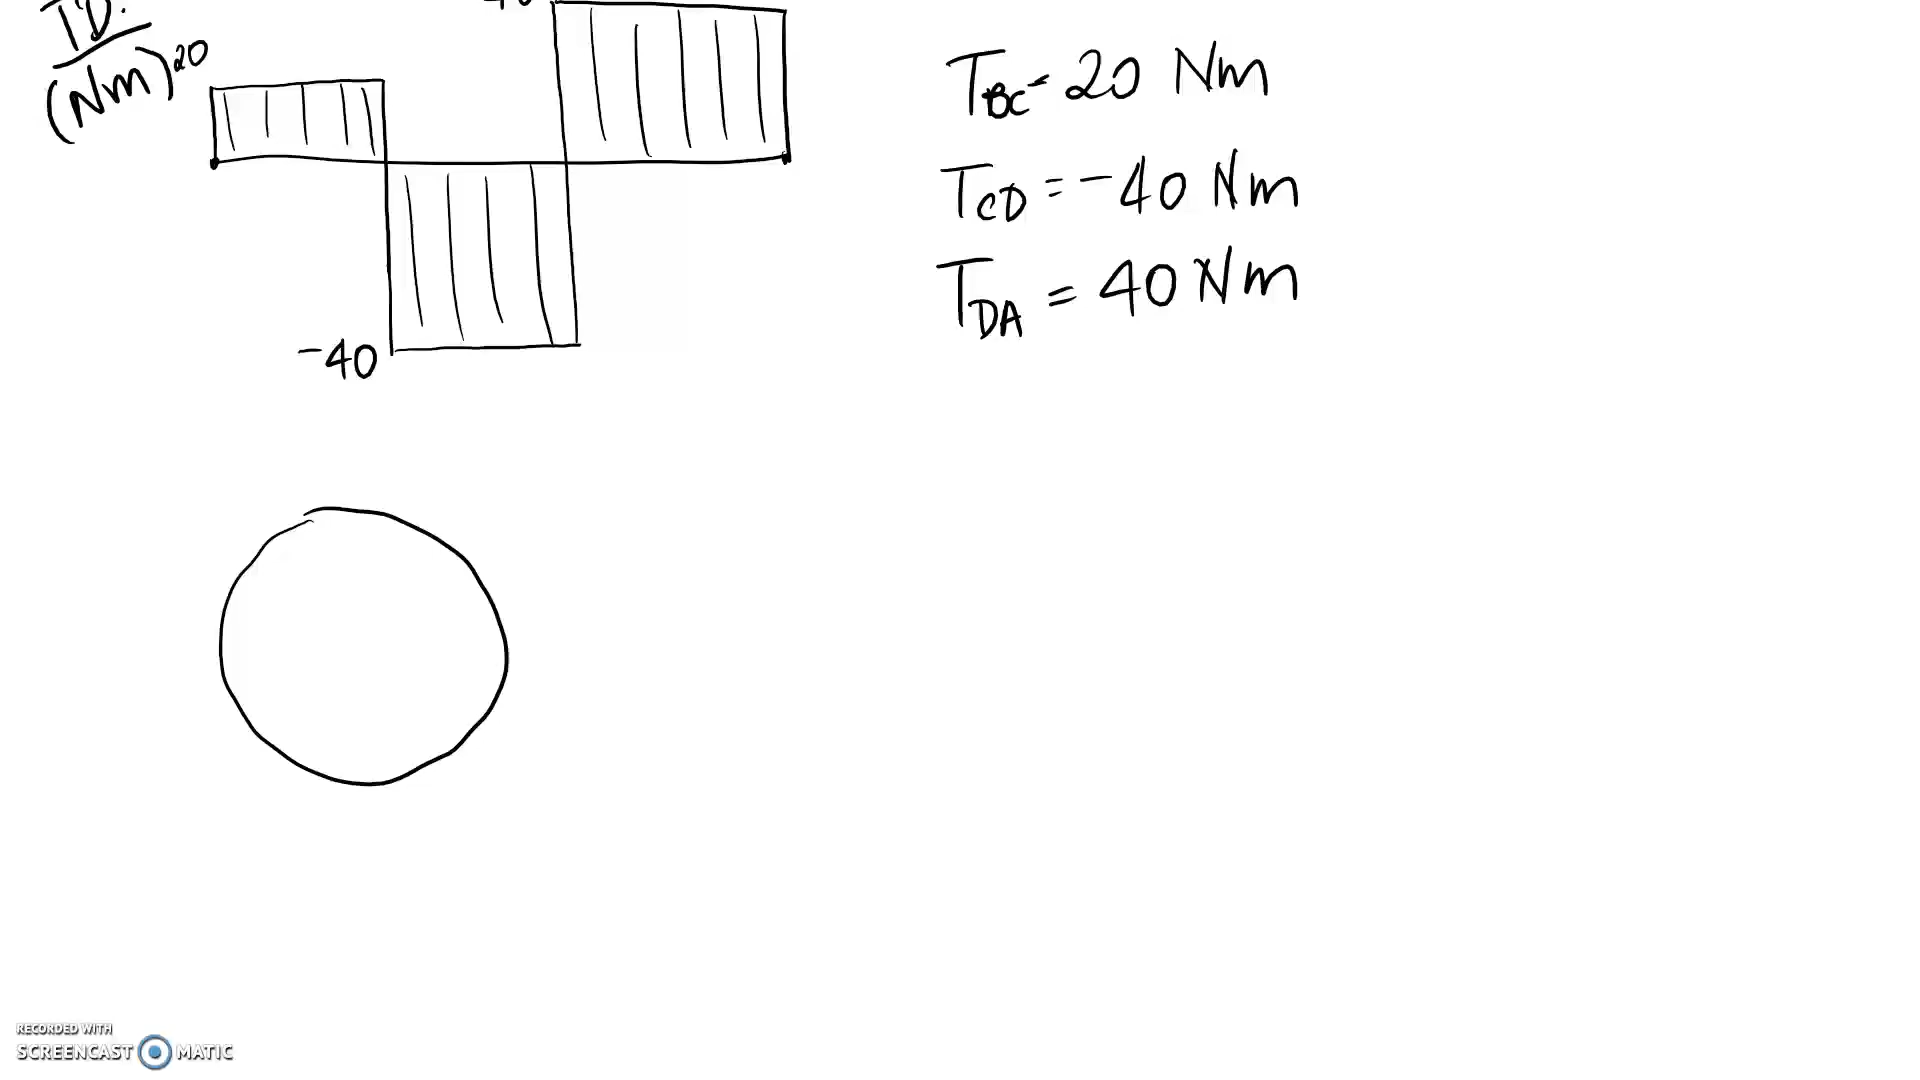 T.D.
(Nm)
20
-40
T_BC = 20 Nm
T_CD = -40 Nm
T_DA = 40 Nm
RECORDED WITH
SCREENCAST MATIC